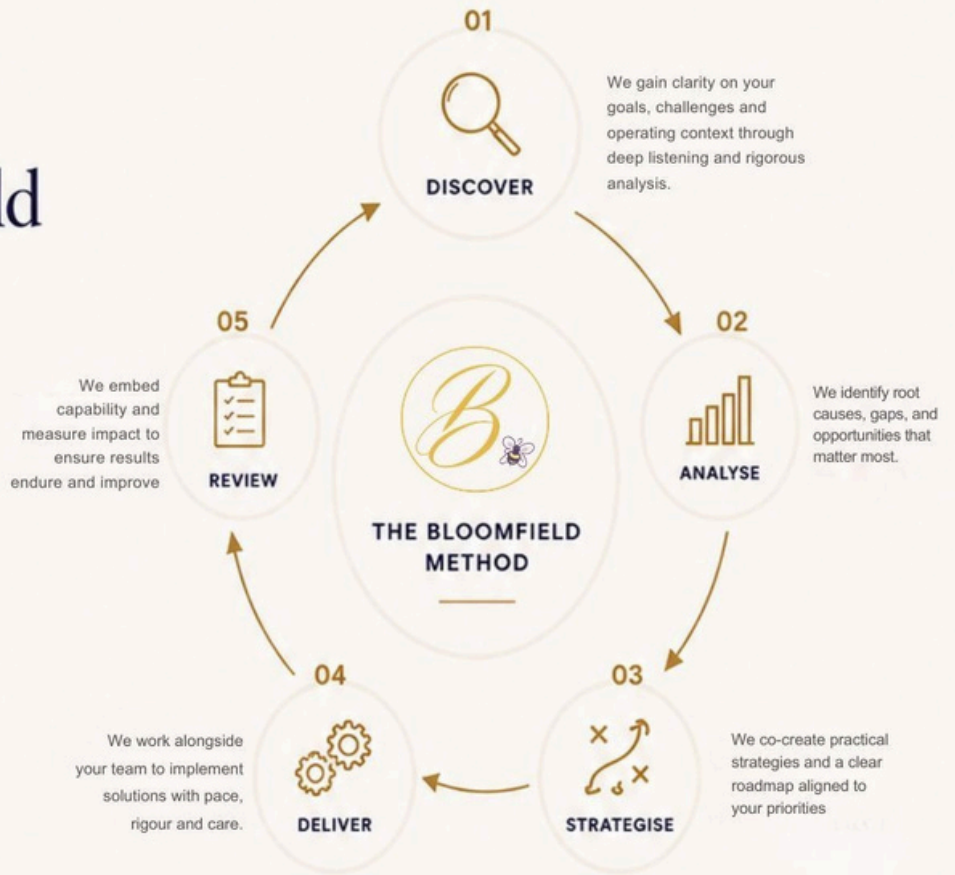 ld
01
DISCOVER
We gain clarity on your
goals, challenges and
operating context through
deep listening and rigorous
analysis.
02
ANALYSE
We identify root
causes, gaps, and
opportunities that
matter most.
03
STRATEGISE
We co-create practical
strategies and a clear
roadmap aligned to
your priorities
04
DELIVER
We work alongside
your team to implement
solutions with pace,
rigour and care.
05
REVIEW
We embed
capability and
measure impact to
ensure results
endure and improve
B
THE BLOOMFIELD
METHOD